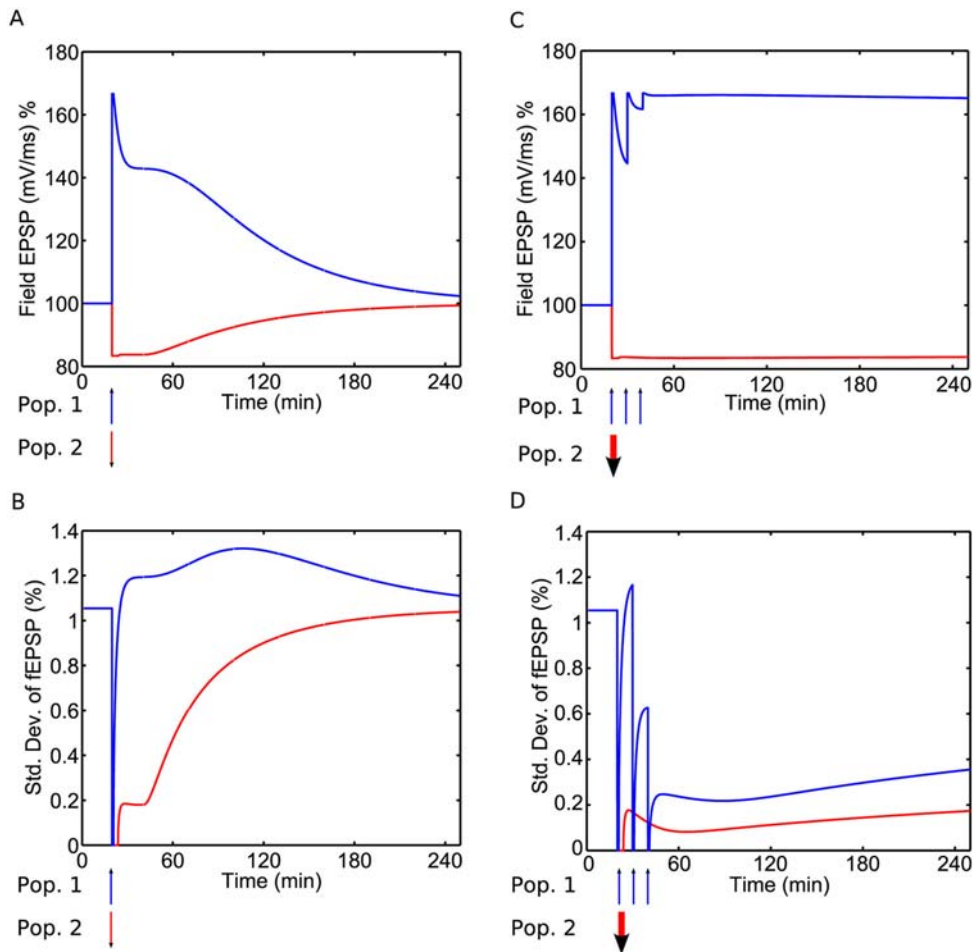 A
180
160
140
120
100
80
Field EPSP (mV/ms) %
0 60 120 180 240
Time (min)
Pop. 1
Pop. 2
C
180
160
140
120
100
80
Field EPSP (mV/ms) %
0 60 120 180 240
Time (min)
Pop. 1
Pop. 2
B
1.4
1.2
1
0.8
0.6
0.4
0.2
0
Std. Dev. of fEPSP (%)
0 60 120 180 240
Time (min)
Pop. 1
Pop. 2
D
1.4
1.2
1
0.8
0.6
0.4
0.2
0
Std. Dev. of fEPSP (%)
0 60 120 180 240
Time (min)
Pop. 1
Pop. 2